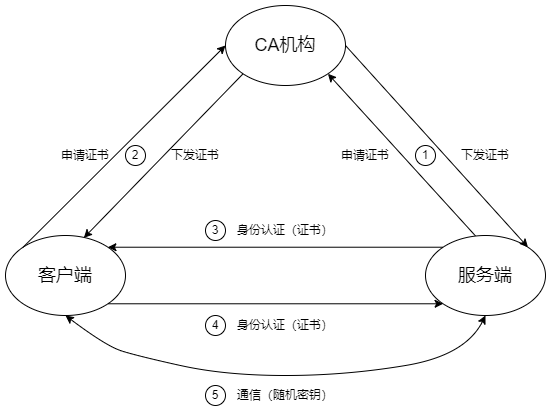 CA机构
申请证书 ② 下发证书
申请证书 ① 下发证书
③ 身份认证（证书）
客户端
服务端
④ 身份认证（证书）
⑤ 通信（随机密钥）